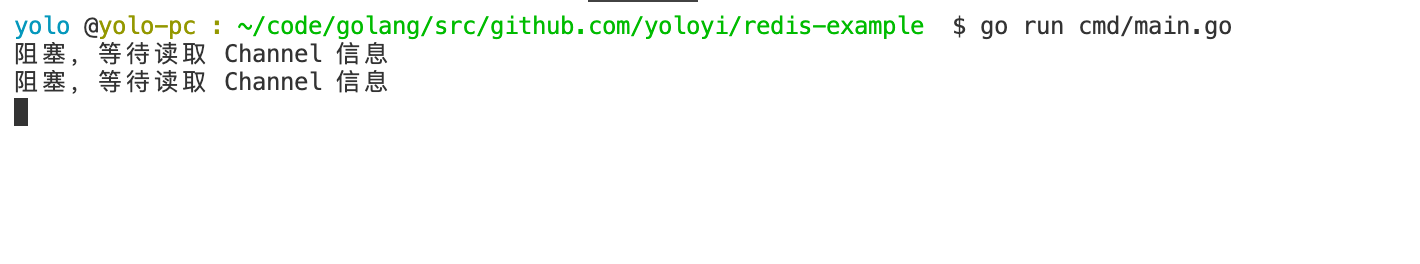 yolo @yolo-pc : ~/code/golang/src/github.com/yoloyi/redis-example  $ go run cmd/main.go
阻塞，等待读取 Channel 信息
阻塞，等待读取 Channel 信息